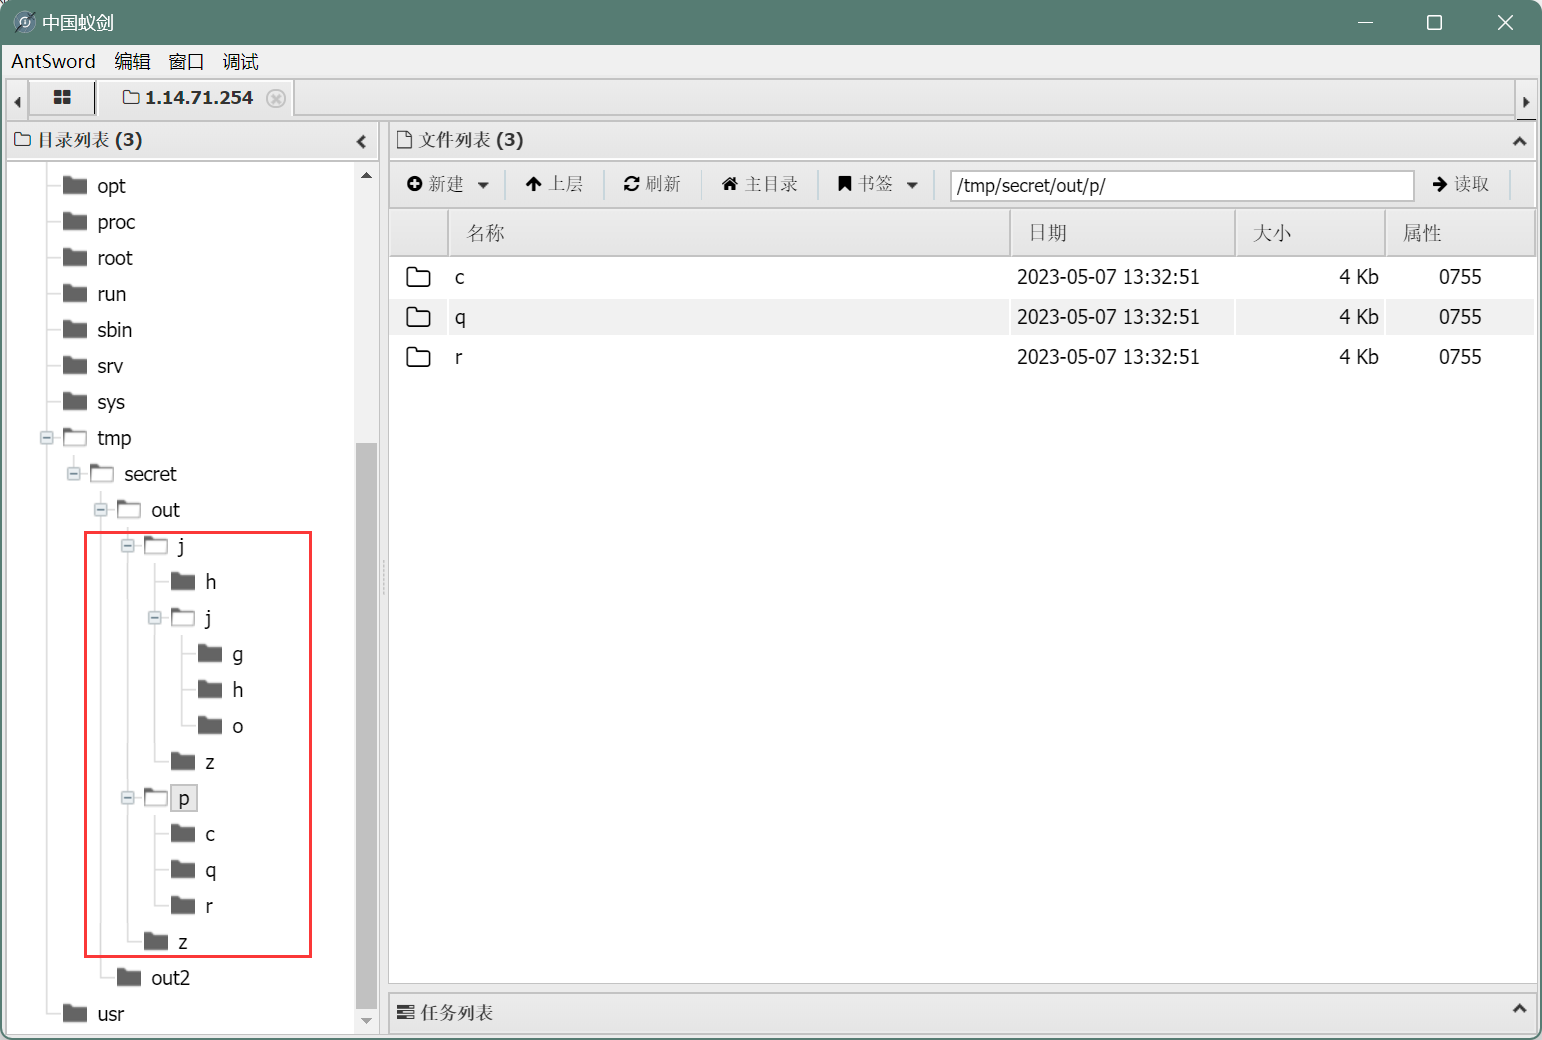 中国蚁剑
AntSword 编辑 窗口 调试
1.14.71.254
目录列表 (3)
opt
proc
root
run
sbin
srv
sys
tmp
secret
out
j
h
j
g
h
o
z
p
c
q
r
z
out2
usr
文件列表 (3)
新建 上层 刷新 主目录 书签 /tmp/secret/out/p/ 读取
名称 日期 大小 属性
c 2023-05-07 13:32:51 4 Kb 0755
q 2023-05-07 13:32:51 4 Kb 0755
r 2023-05-07 13:32:51 4 Kb 0755
任务列表